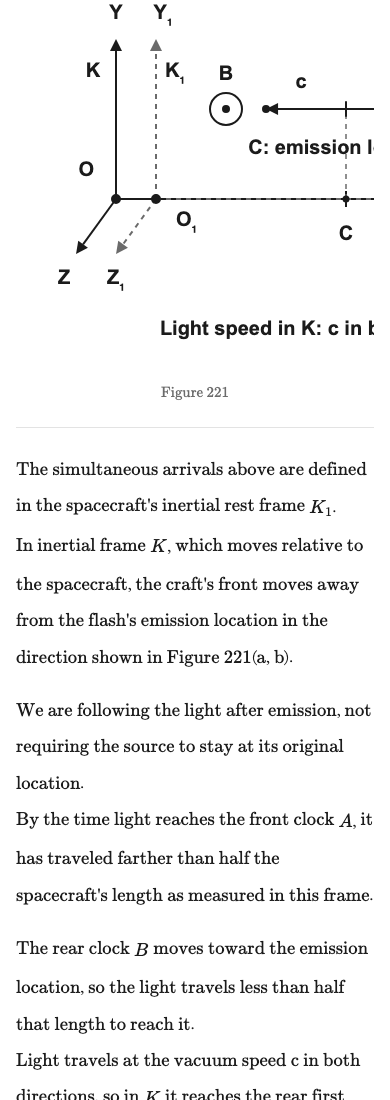 Y Y₁
K K₁ B c
C: emission l
O
O₁ C
Z Z₁
Light speed in K: c in b
Figure 221
The simultaneous arrivals above are defined
in the spacecraft's inertial rest frame K₁.
In inertial frame K, which moves relative to
the spacecraft, the craft's front moves away
from the flash's emission location in the
direction shown in Figure 221(a, b).
We are following the light after emission, not
requiring the source to stay at its original
location.
By the time light reaches the front clock A, it
has traveled farther than half the
spacecraft's length as measured in this frame.
The rear clock B moves toward the emission
location, so the light travels less than half
that length to reach it.
Light travels at the vacuum speed c in both
directions, so in K it reaches the rear first